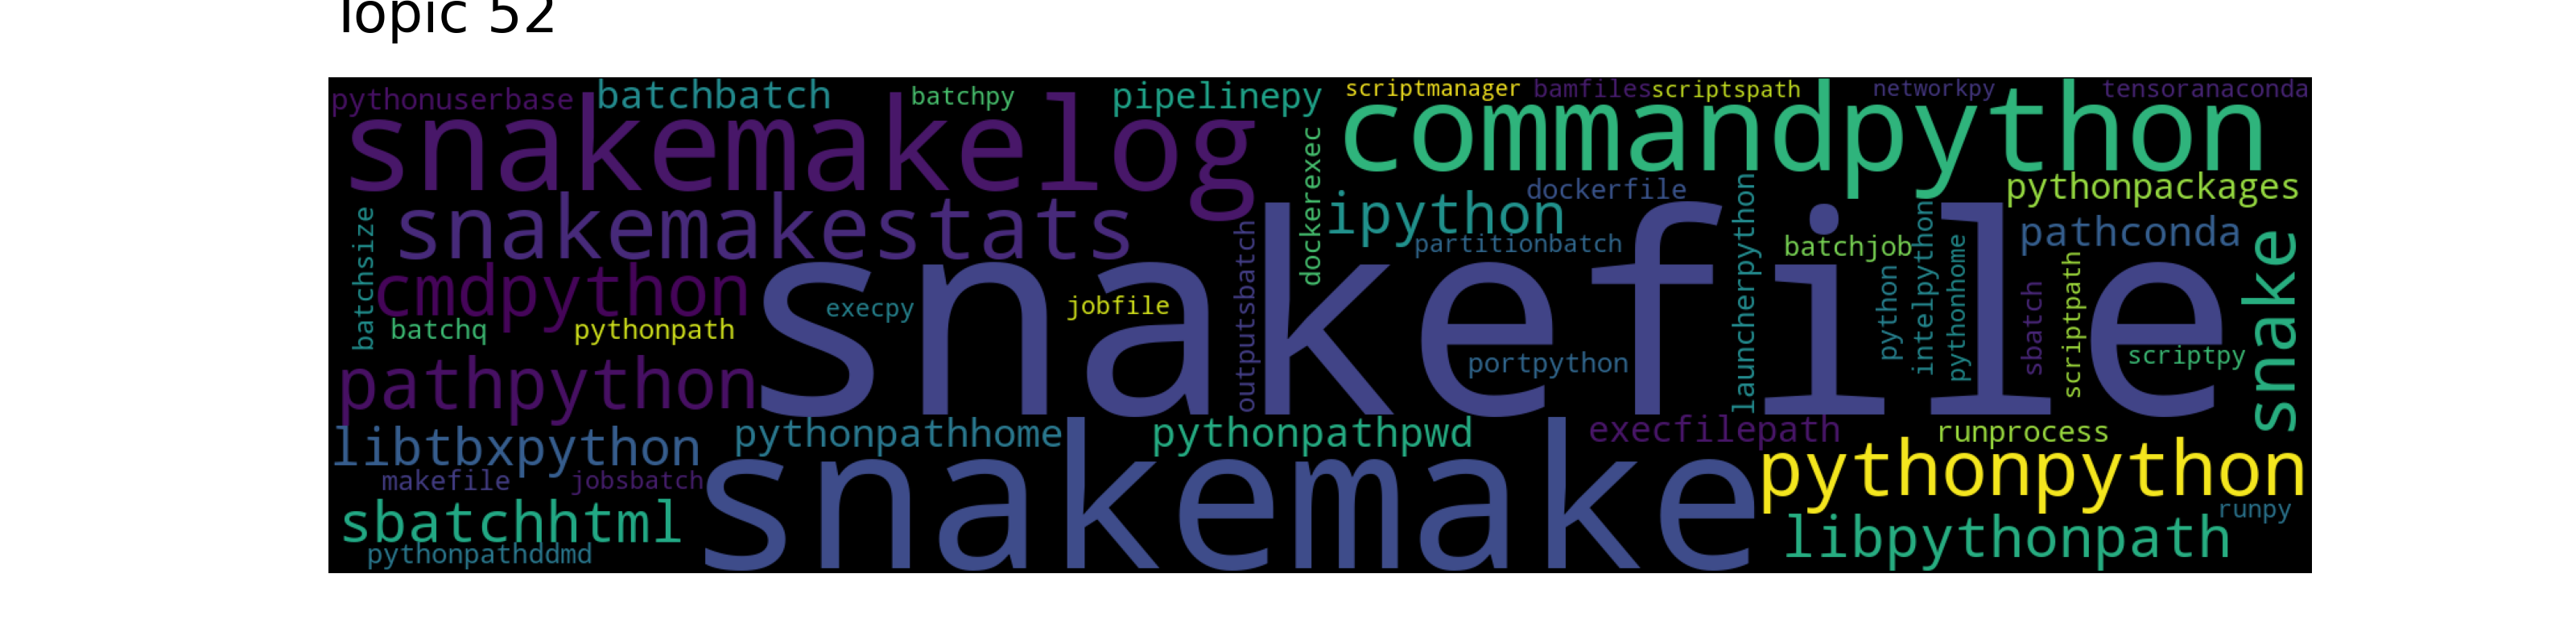 Topic 52
pythonuserbase batchbatch batchpy pipelinepy scriptmanager bamfiles scriptspath networkpy tensoranaconda
snakemakelog commandpython
dockerexec
dockerfile pythonpackages
snakemakestats ipython pathconda
partitionbatch batchjob
batchsize outputsbatch launcherpython intelpython pythonhome python snake
cmdpython execpy jobfile snakefile sbatch scriptpath
batchq pythonpath
portpython scriptpy
pathpython
libtbxpython pythonpathhome pythonpathpwd execfilepath runprocess
makefile jobsbatch snakemake pythonpython
sbatchhtml runpy
pythonpathddmd libpythonpath